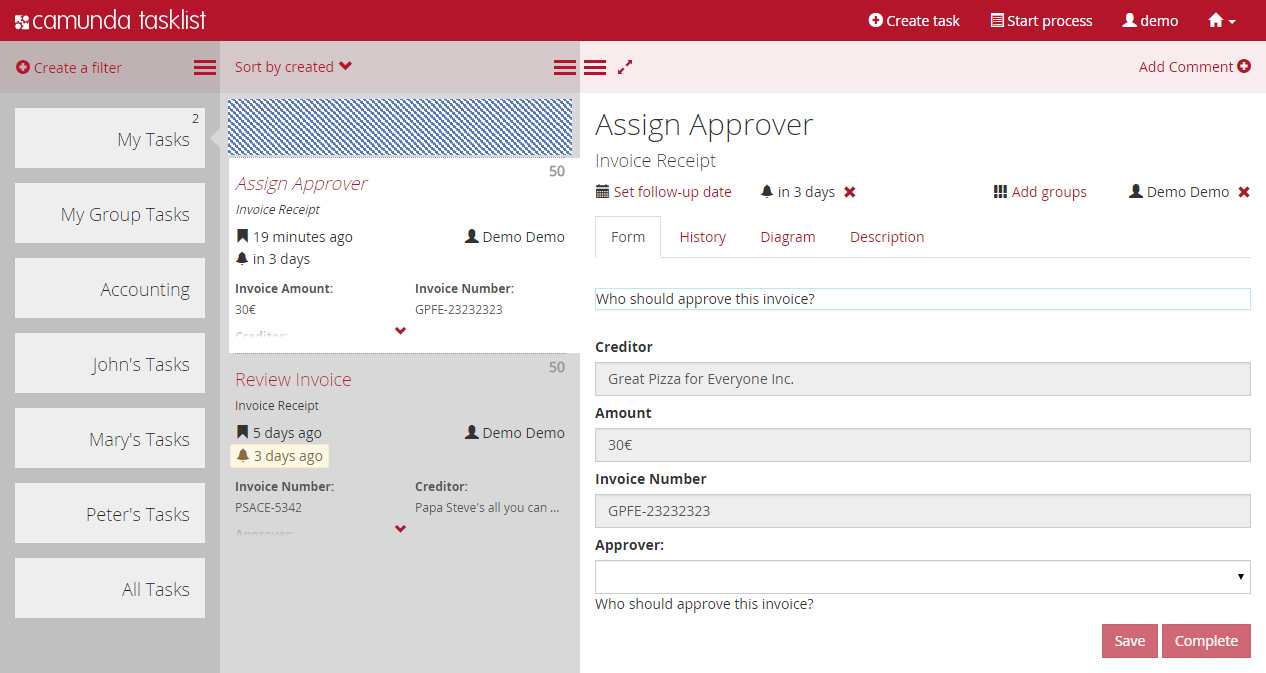 camunda tasklist
Create task
Start process
demo
Create a filter
Sort by created
Add Comment
2
My Tasks
My Group Tasks
Accounting
John's Tasks
Mary's Tasks
Peter's Tasks
All Tasks
50
Assign Approver
Invoice Receipt
19 minutes ago
Demo Demo
in 3 days
Invoice Amount:
Invoice Number:
30€
GPFE-23232323
Creditor:
50
Review Invoice
Invoice Receipt
5 days ago
Demo Demo
3 days ago
Invoice Number:
Creditor:
PSACE-5342
Papa Steve's all you can ...
Approver:
Assign Approver
Invoice Receipt
Set follow-up date
in 3 days
Add groups
Demo Demo
Form
History
Diagram
Description
Who should approve this invoice?
Creditor
Great Pizza for Everyone Inc.
Amount
30€
Invoice Number
GPFE-23232323
Approver:
Who should approve this invoice?
Save
Complete